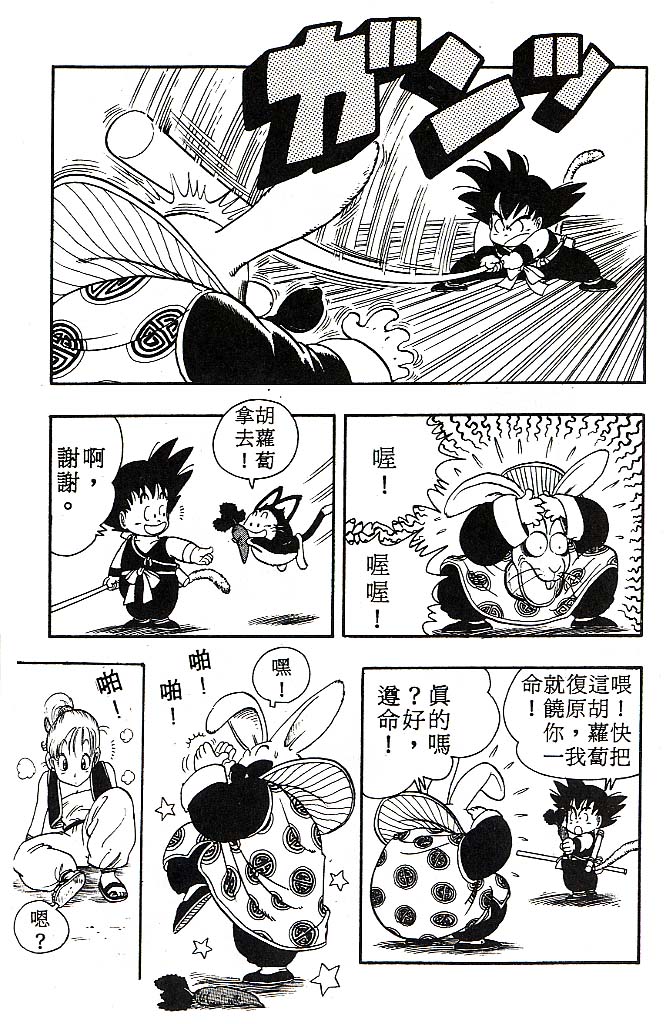 ガンッ
喔！
喔喔！
胡蘿蔔
拿去！
啊，
謝謝。
喂！快把
這胡蘿蔔
復原，我
就饒你一
命！
眞的嗎
？好，
遵命！
嘿！
啪！
啪！
啪！
嗯？